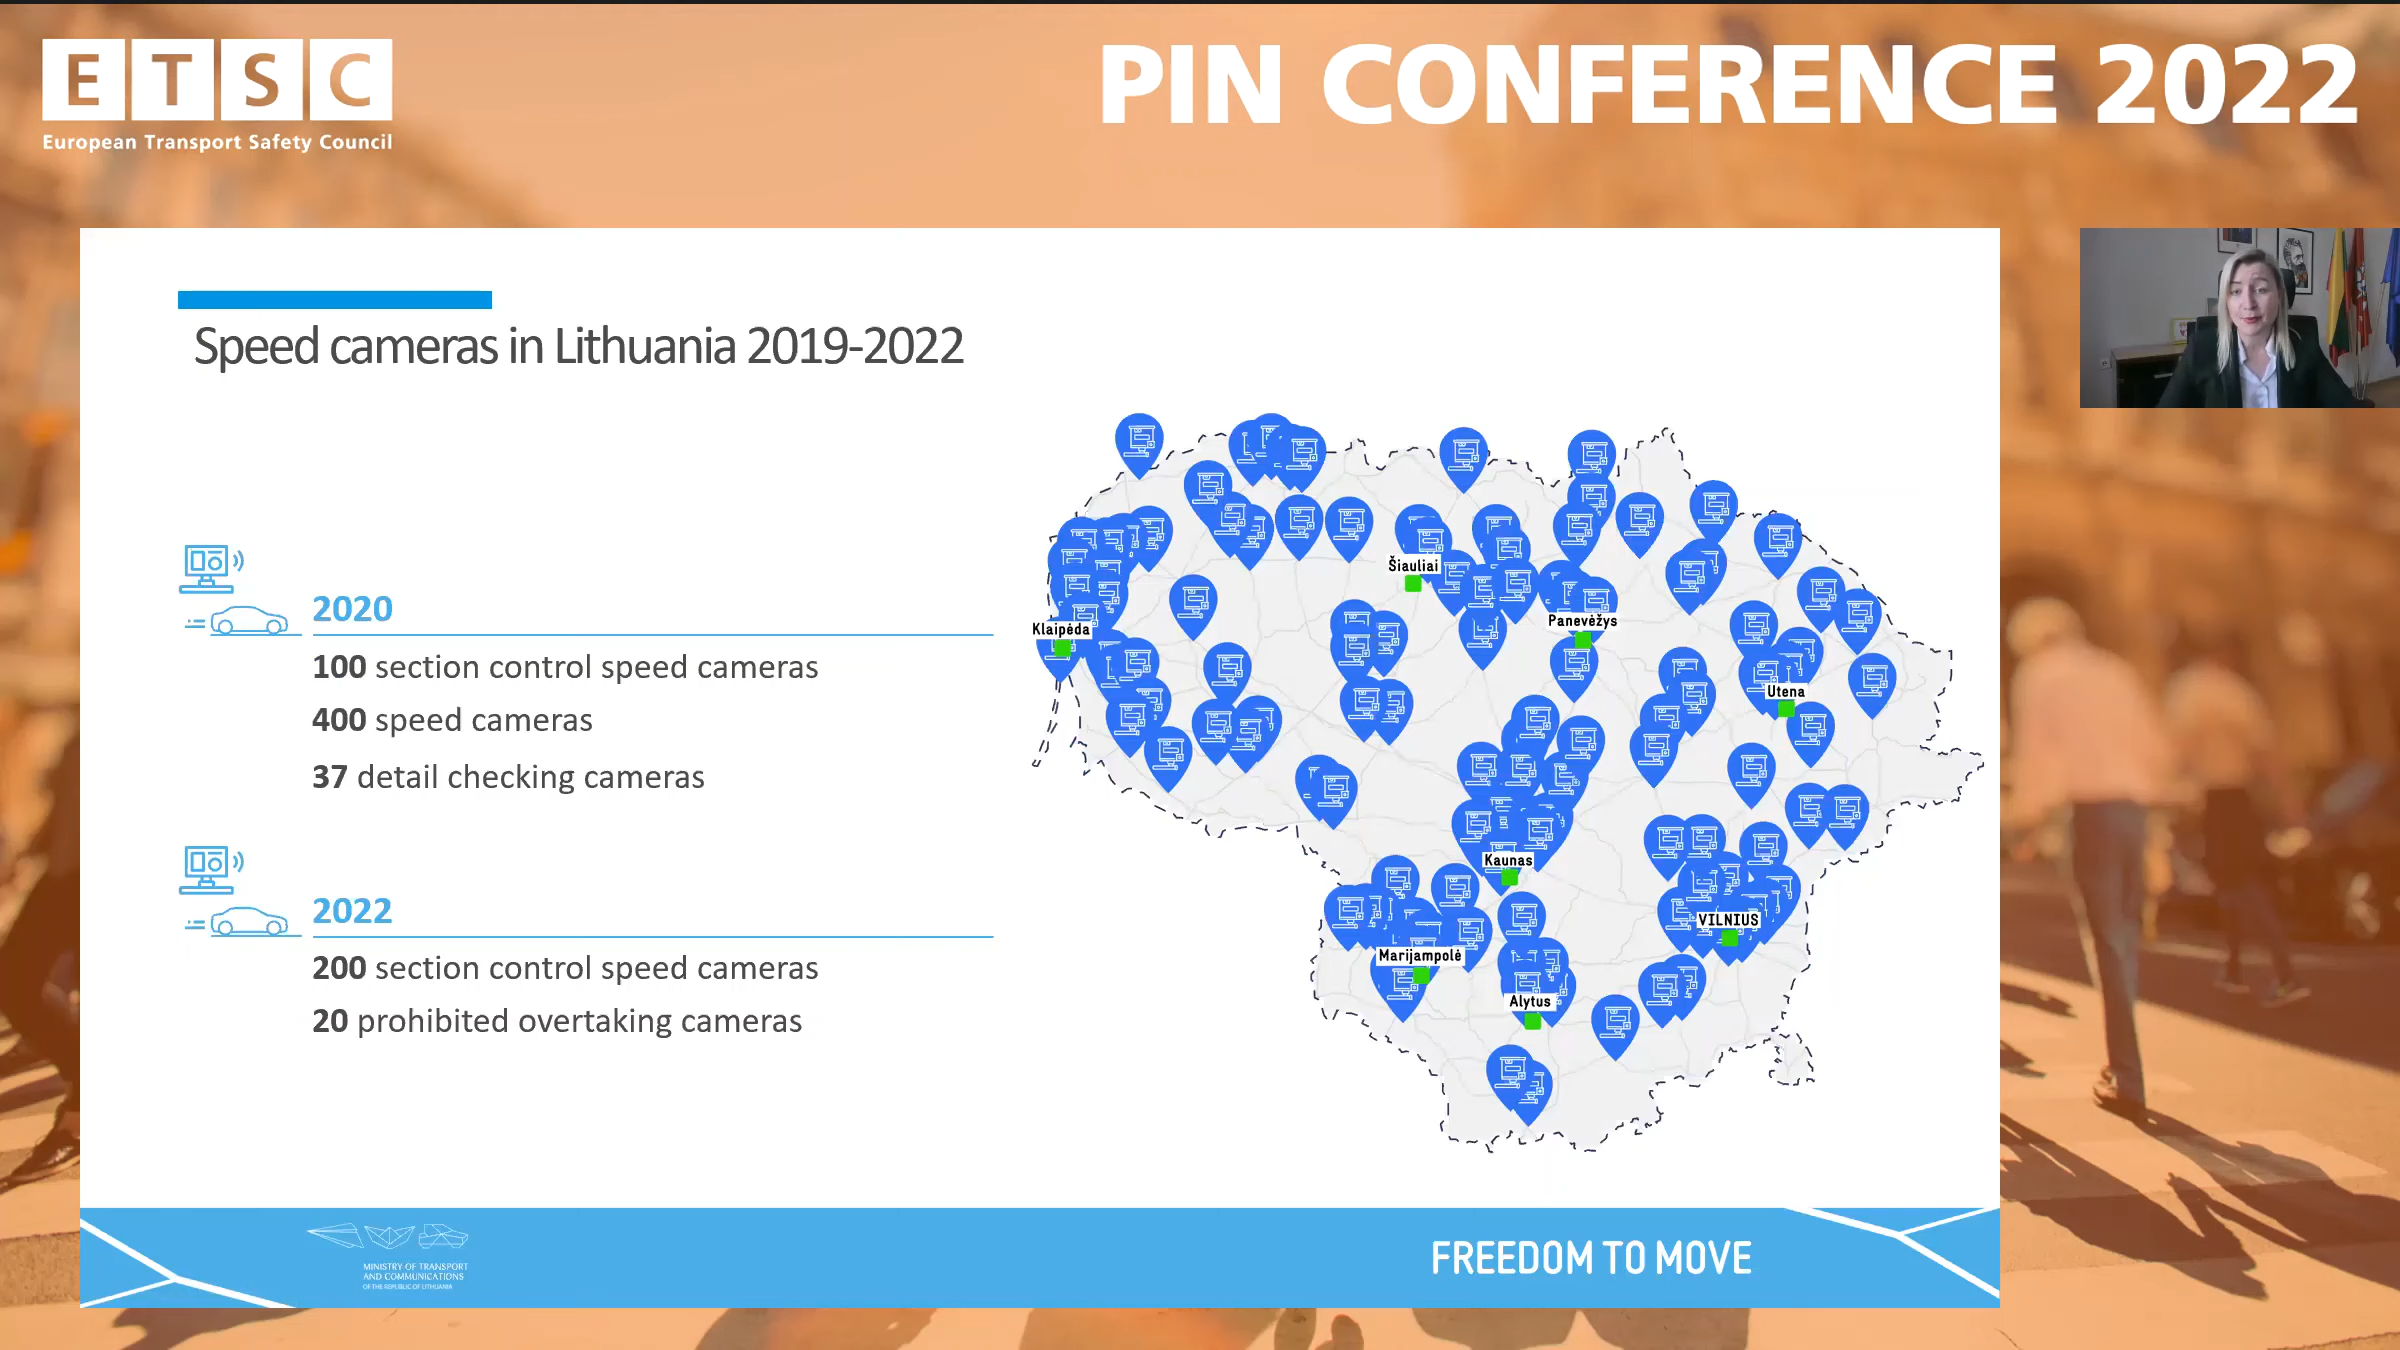 ETSC
European Transport Safety Council
PIN CONFERENCE 2022
Speed cameras in Lithuania 2019-2022
2020
100 section control speed cameras
400 speed cameras
37 detail checking cameras
2022
200 section control speed cameras
20 prohibited overtaking cameras
Šiauliai
Klaipėda
Panevėžys
Utena
Kaunas
VILNIUS
Marijampolė
Alytus
MINISTRY OF TRANSPORT
AND COMMUNICATIONS
OF THE REPUBLIC OF LITHUANIA
FREEDOM TO MOVE